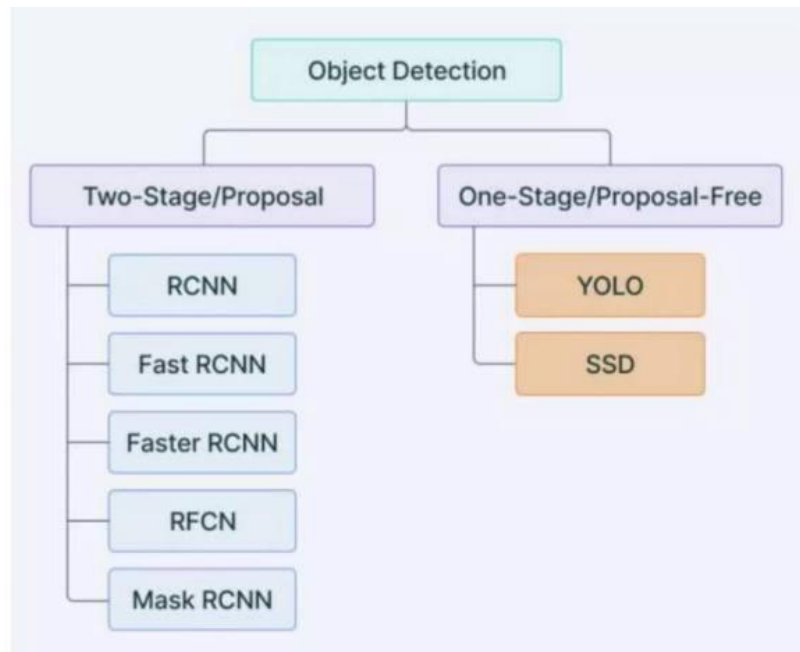 Object Detection
Two-Stage/Proposal
RCNN
Fast RCNN
Faster RCNN
RFCN
Mask RCNN
One-Stage/Proposal-Free
YOLO
SSD